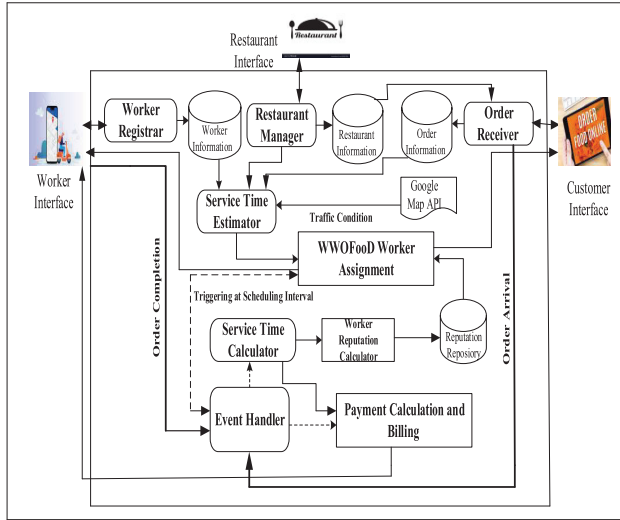 Restaurant
Restaurant
Interface
Worker
Registrar
Worker
Information
Restaurant
Manager
Restaurant
Information
Order
Information
Order
Receiver
ORDER
FOOD ONLINE
Worker
Interface
Customer
Interface
Service Time
Estimator
Google
Map API
Traffic Condition
WWOFooD Worker
Assignment
Triggering at Scheduling Interval
Order Completion
Order Arrival
Service Time
Calculator
Worker
Reputation
Calculator
Reputation
Reposiory
Event Handler
Payment Calculation and
Billing